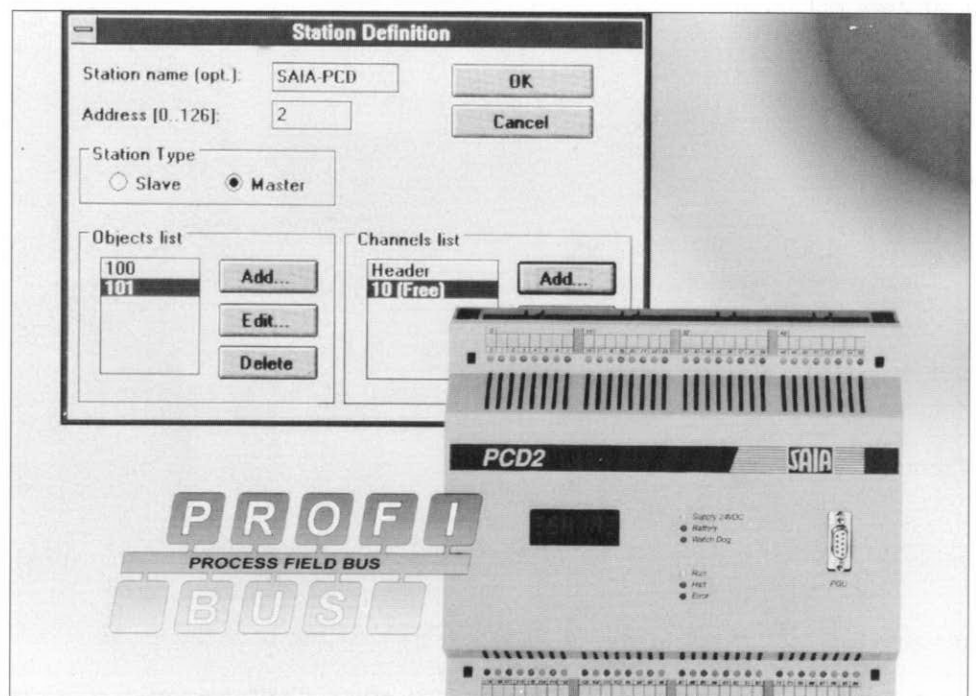 Station Definition
Station name (opt.): SAIA-PCD
OK
Address [0..126]: 2
Cancel
Station Type
Slave Master
Objects list
100
101
Add...
Edit...
Delete
Channels list
Header
10 (Free)
Add...
PCD2
SAIA
Supply 24VDC
Battery
Watch Dog
Run
Halt
Error
PGU
PROFI
PROCESS FIELD BUS
BUS